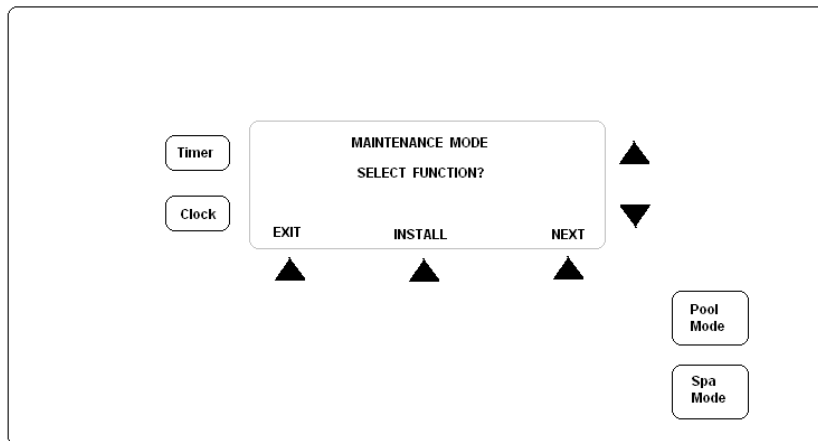 MAINTENANCE MODE
Timer
SELECT FUNCTION?
Clock
EXIT INSTALL NEXT
Pool
Mode
Spa
Mode